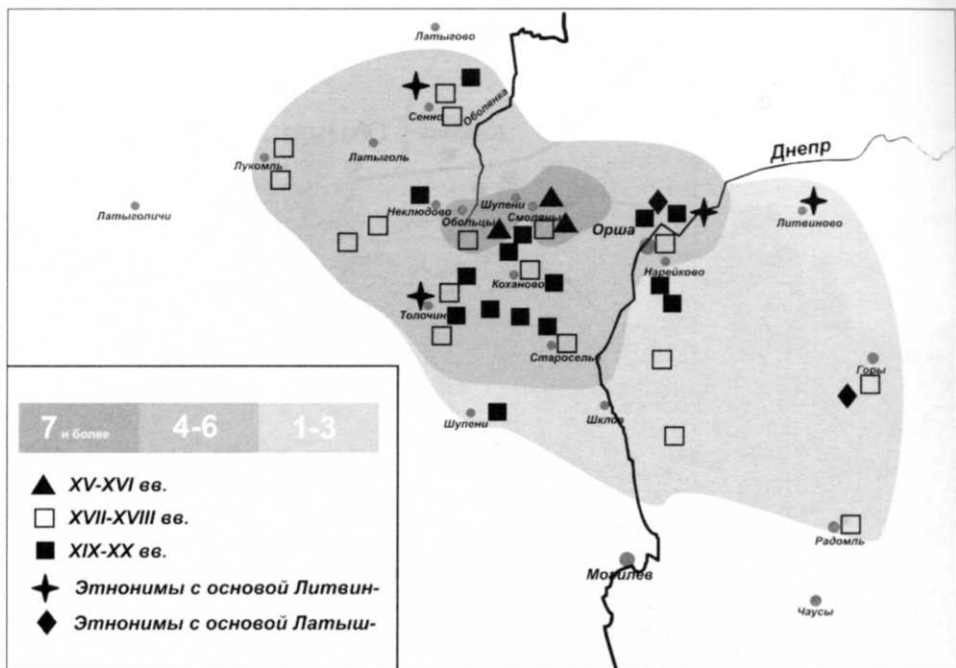 Латыгово
Сенно
Оболянка
Днепр
Лукомль
Латыголь
Латыголичи
Неклюдово
Шупени
Обольцы
Смоляны
Литвиново
Орша
Нарейково
Коханово
Толочин
Старосель
Горы
Шупени
Шклов
7 и более
4-6
1-3
XV-XVI вв.
XVII-XVIII вв.
XIX-XX вв.
Этнонимы с основой Литвин-
Этнонимы с основой Латыш-
Радомль
Могилев
Чаусы